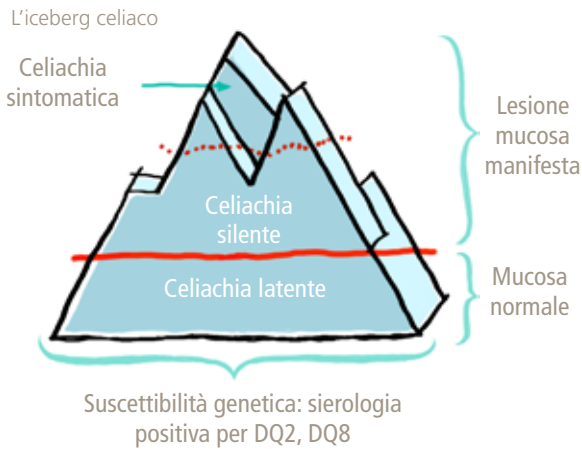 L'iceberg celiaco
Celiachia
sintomatica
Lesione
mucosa
manifesta
Celiachia
silente
Celiachia latente
Mucosa
normale
Suscettibilità genetica: sierologia
positiva per DQ2, DQ8